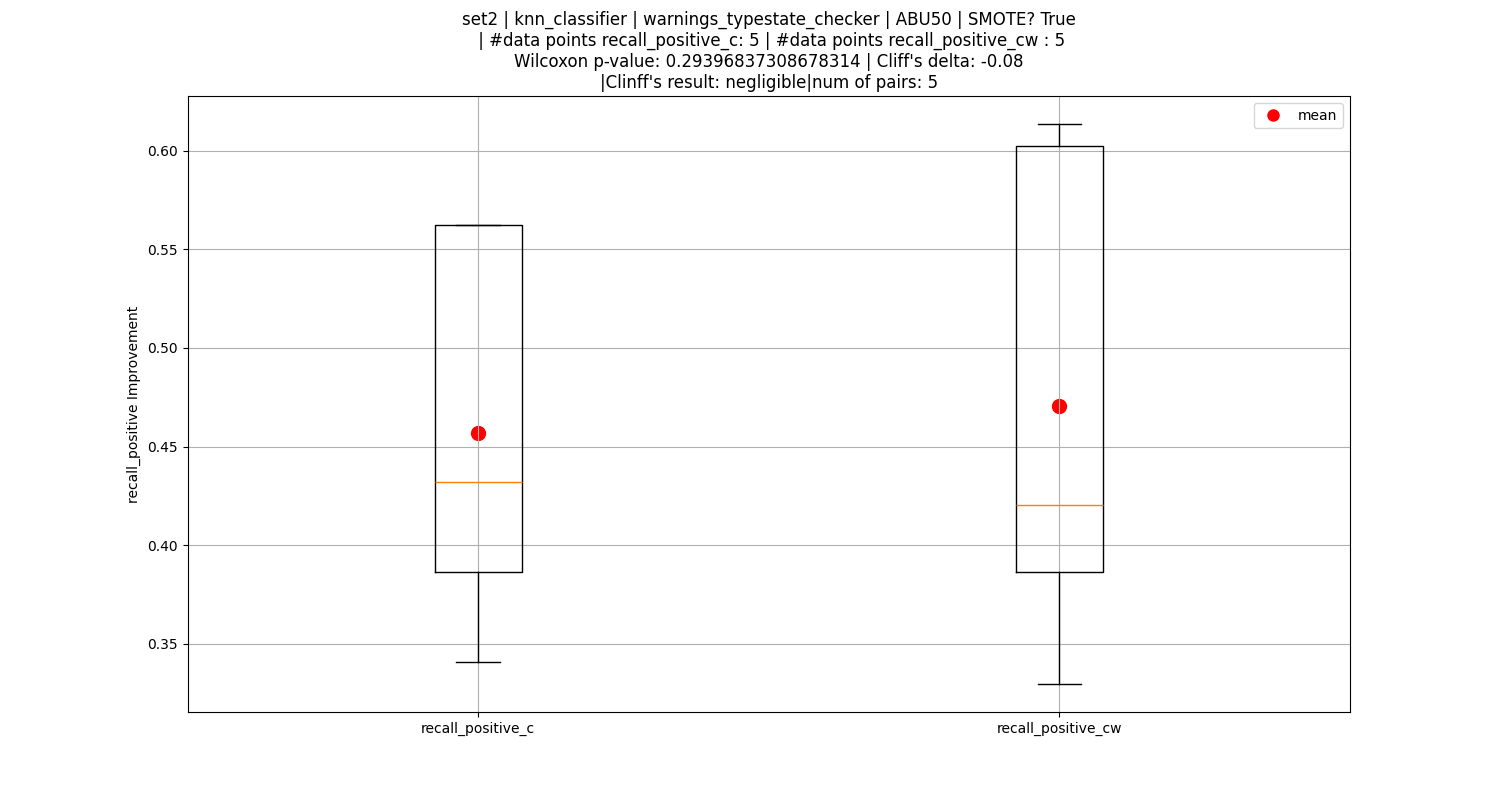 set2 | knn_classifier | warnings_typestate_checker | ABU50 | SMOTE? True
| #data points recall_positive_c: 5 | #data points recall_positive_cw : 5
Wilcoxon p-value: 0.29396837308678314 | Cliff's delta: -0.08
|Clinff's result: negligible|num of pairs: 5
mean
0.60
0.55
0.50
0.45
0.40
0.35
recall_positive Improvement
recall_positive_c
recall_positive_cw